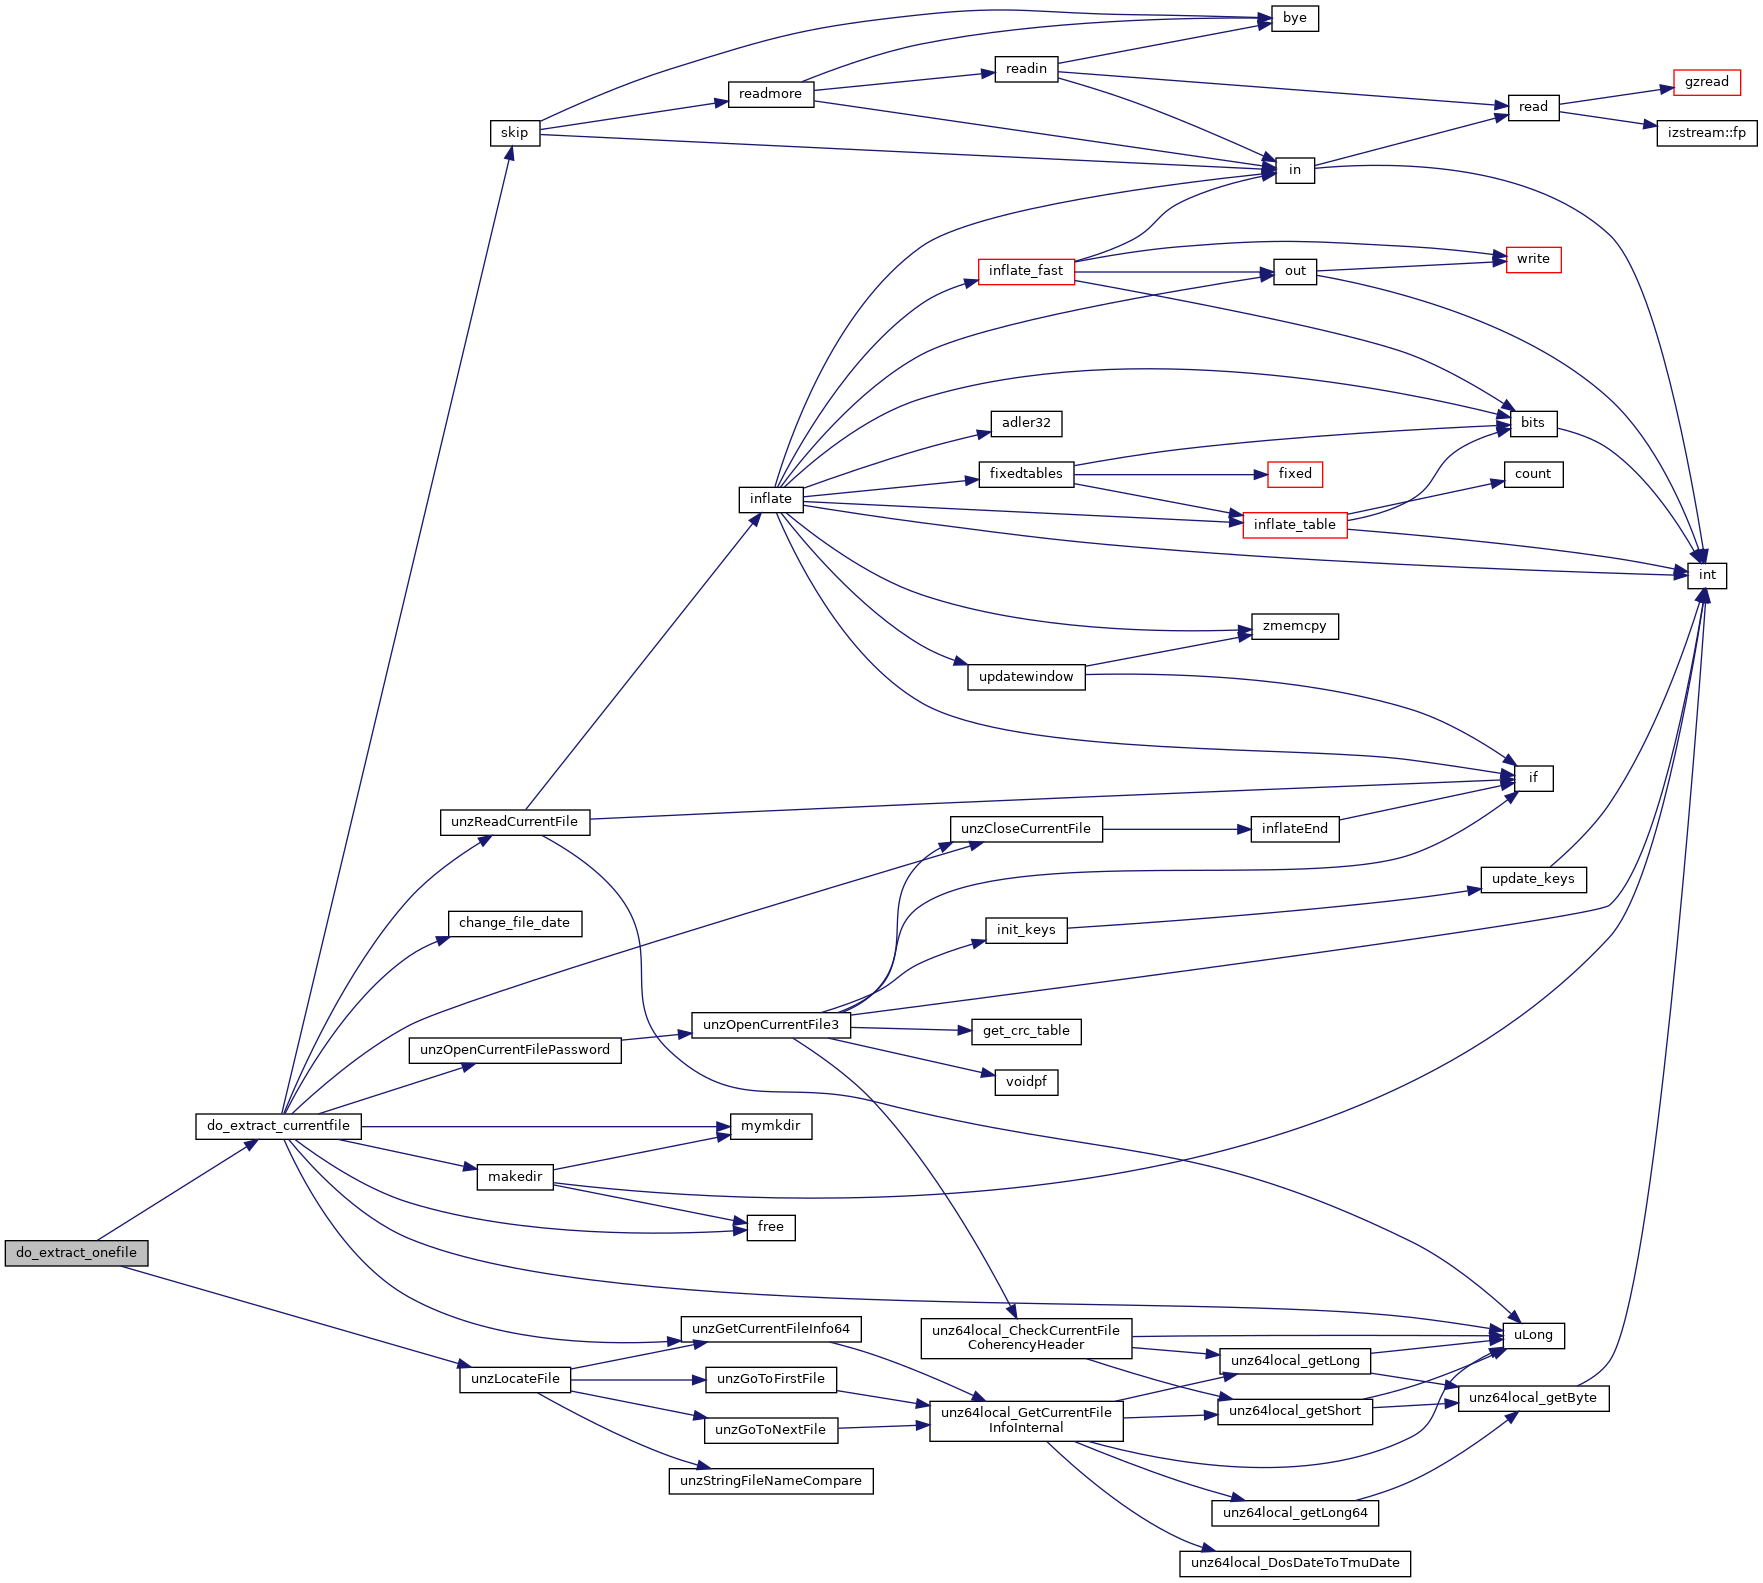 bye
readin
gzread
readmore
read
izstream::fp
skip
in
write
inflate_fast
out
adler32
bits
fixedtables
fixed
count
inflate
inflate_table
int
zmemcpy
updatewindow
if
unzReadCurrentFile
unzCloseCurrentFile
inflateEnd
update_keys
change_file_date
init_keys
unzOpenCurrentFile3
get_crc_table
unzOpenCurrentFilePassword
voidpf
do_extract_currentfile
mymkdir
makedir
free
do_extract_onefile
unzGetCurrentFileInfo64
unz64local_CheckCurrentFile
CoherencyHeader
uLong
unz64local_getLong
unzLocateFile
unzGoToFirstFile
unz64local_getByte
unz64local_GetCurrentFile
InfoInternal
unz64local_getShort
unzGoToNextFile
unzStringFileNameCompare
unz64local_getLong64
unz64local_DosDateToTmuDate